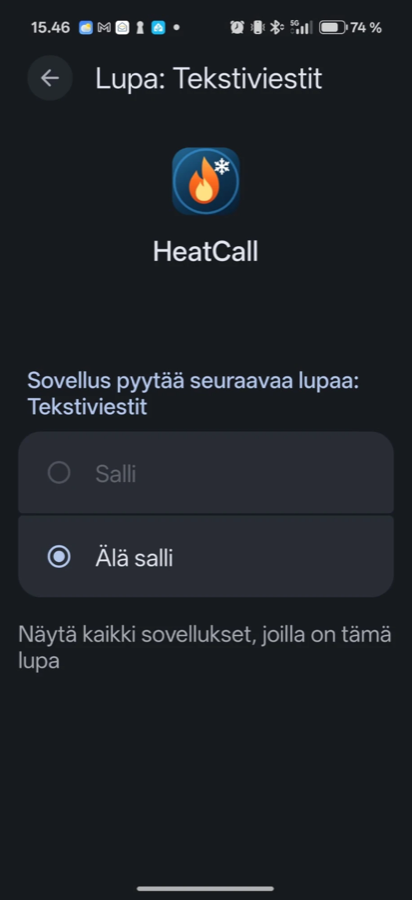 15.46 5G 74 %
Lupa: Tekstiviestit
HeatCall
Sovellus pyytää seuraavaa lupaa:
Tekstiviestit
Salli
Älä salli
Näytä kaikki sovellukset, joilla on tämä
lupa